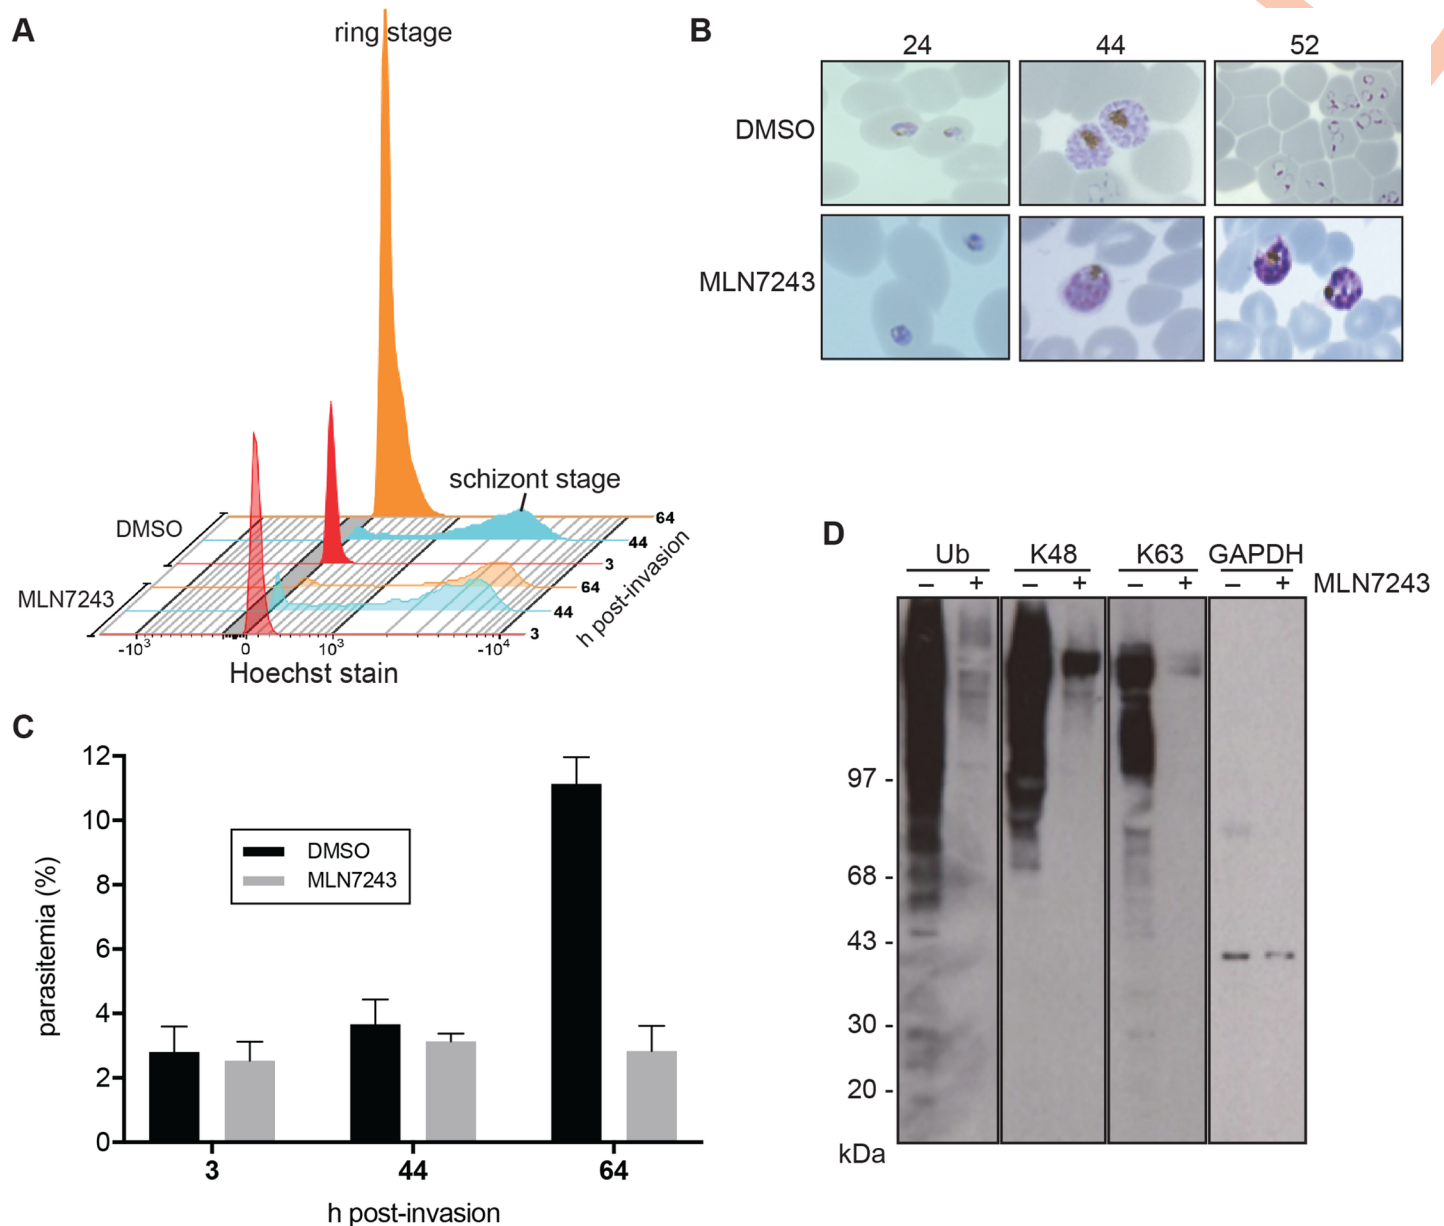 A
ring stage
schizont stage
DMSO
64
44
3
MLN7243
64
44
3
h post-invasion
-10³ 0 10³ -10⁴
Hoechst stain
B
24 44 52
DMSO
MLN7243
C
12
10
8
6
4
2
0
parasitemia (%)
DMSO
MLN7243
3 44 64
h post-invasion
D
Ub K48 K63 GAPDH
– + – + – + – + MLN7243
97 -
68 -
43 -
30 -
20 -
kDa